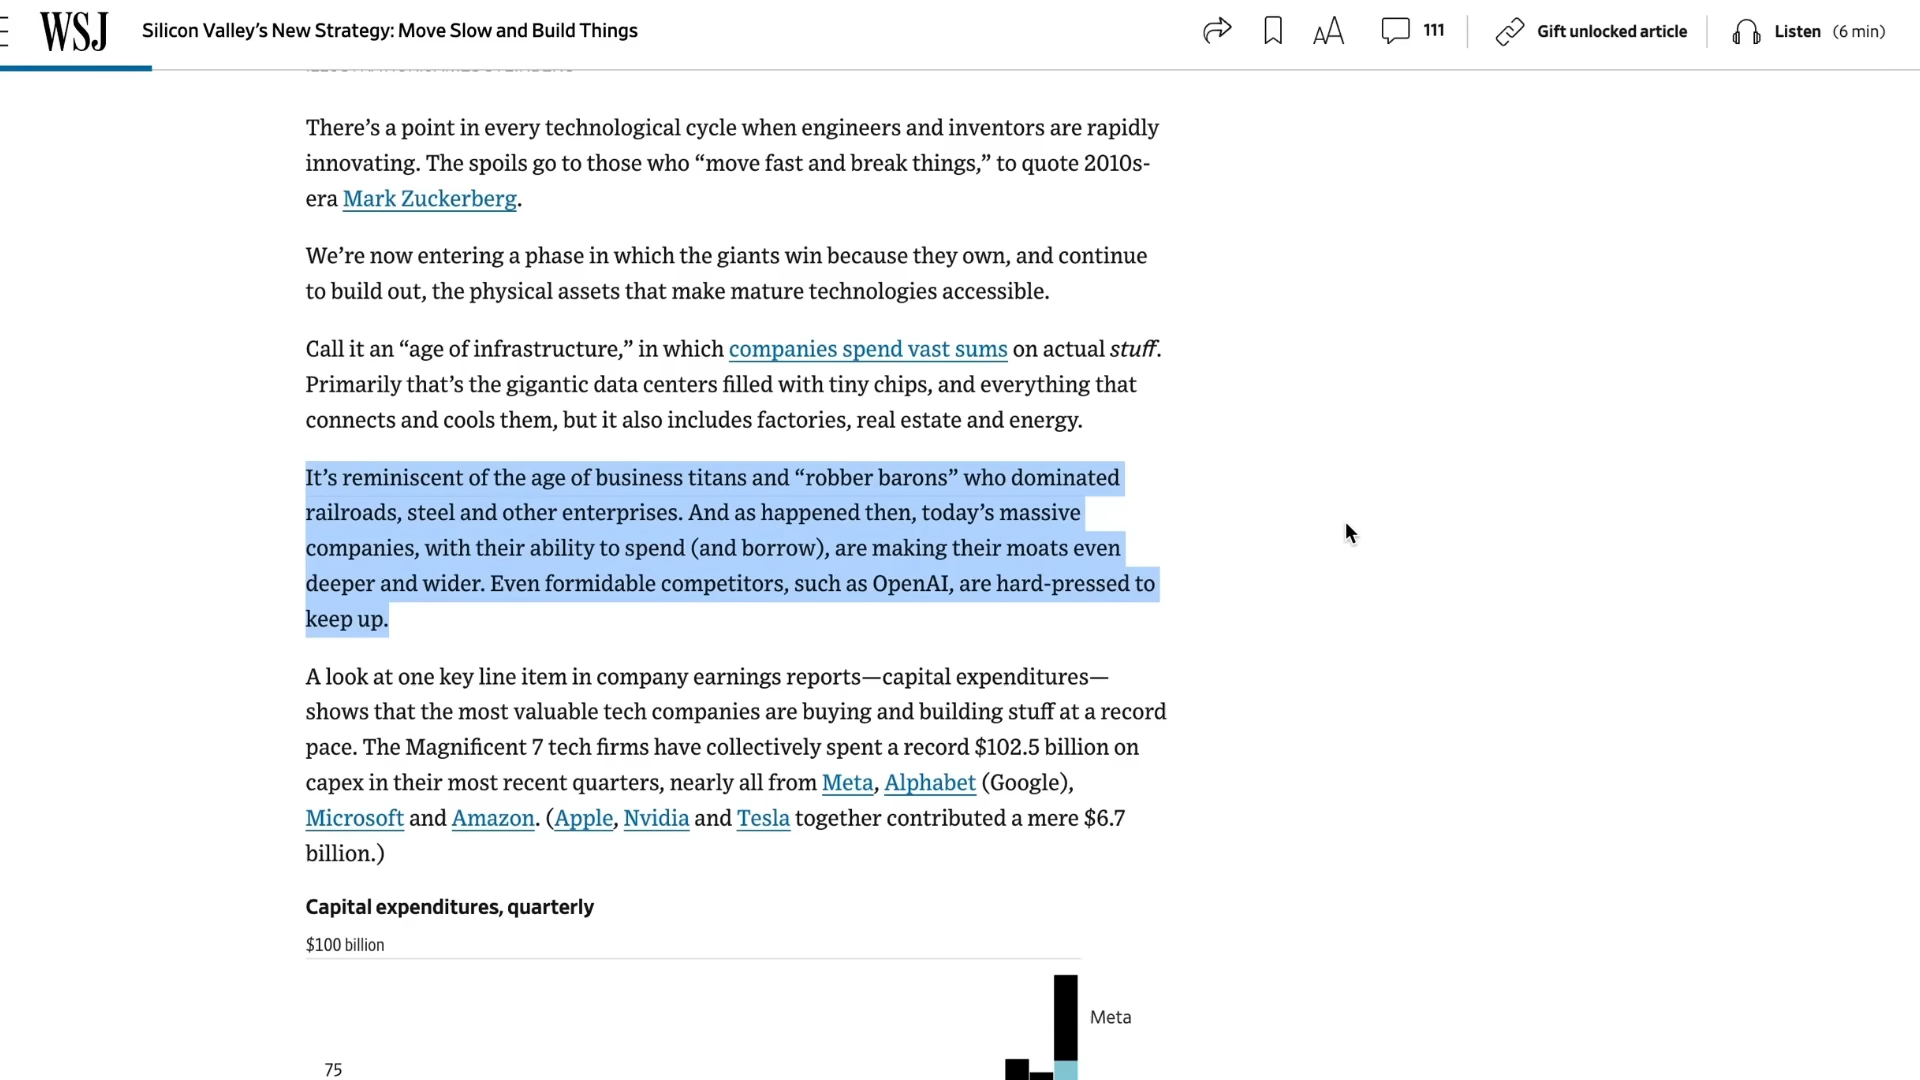 WSJ
Silicon Valley’s New Strategy: Move Slow and Build Things
111
Gift unlocked article
Listen (6 min)
There’s a point in every technological cycle when engineers and inventors are rapidly
innovating. The spoils go to those who “move fast and break things,” to quote 2010s-
era Mark Zuckerberg.
We’re now entering a phase in which the giants win because they own, and continue
to build out, the physical assets that make mature technologies accessible.
Call it an “age of infrastructure,” in which companies spend vast sums on actual stuff.
Primarily that’s the gigantic data centers filled with tiny chips, and everything that
connects and cools them, but it also includes factories, real estate and energy.
It’s reminiscent of the age of business titans and “robber barons” who dominated
railroads, steel and other enterprises. And as happened then, today’s massive
companies, with their ability to spend (and borrow), are making their moats even
deeper and wider. Even formidable competitors, such as OpenAI, are hard-pressed to
keep up.
A look at one key line item in company earnings reports—capital expenditures—
shows that the most valuable tech companies are buying and building stuff at a record
pace. The Magnificent 7 tech firms have collectively spent a record $102.5 billion on
capex in their most recent quarters, nearly all from Meta, Alphabet (Google),
Microsoft and Amazon. (Apple, Nvidia and Tesla together contributed a mere $6.7
billion.)
Capital expenditures, quarterly
$100 billion
Meta
75